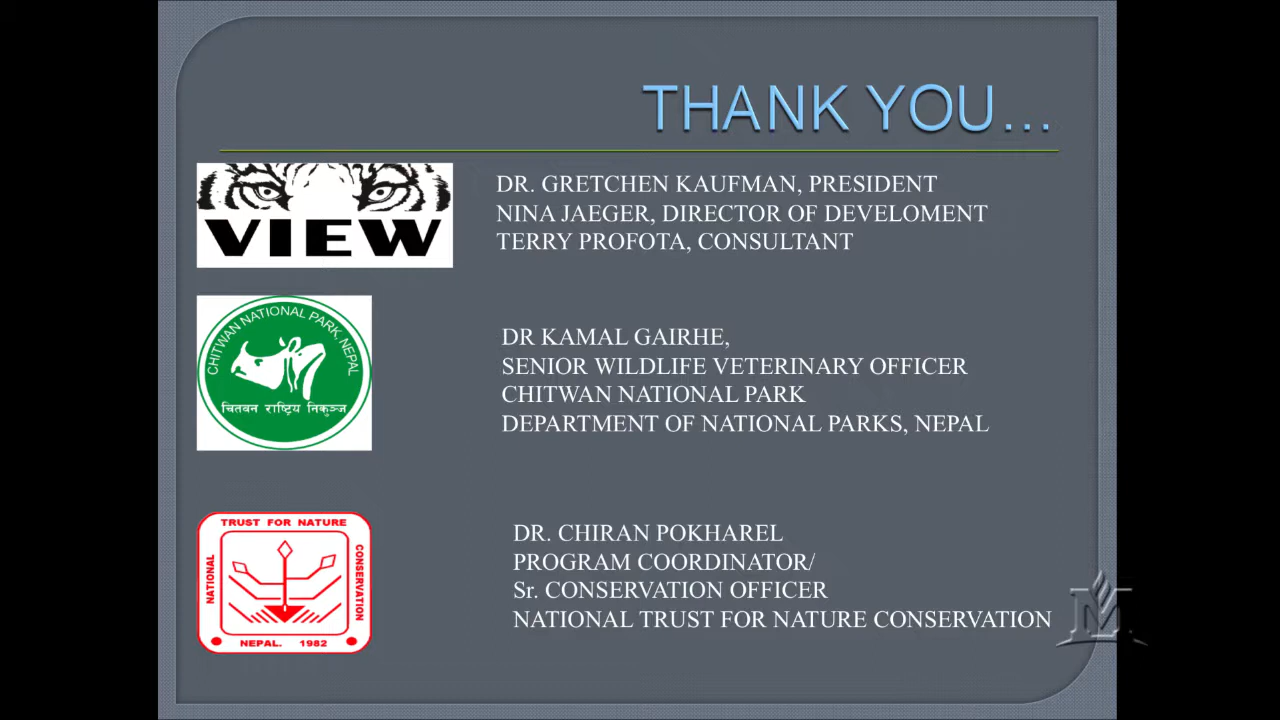 THANK YOU...
VIEW
DR. GRETCHEN KAUFMAN, PRESIDENT
NINA JAEGER, DIRECTOR OF DEVELOMENT
TERRY PROFOTA, CONSULTANT
CHITWAN NATIONAL PARK, NEPAL
चितवन राष्ट्रिय निकुञ्ज
DR KAMAL GAIRHE,
SENIOR WILDLIFE VETERINARY OFFICER
CHITWAN NATIONAL PARK
DEPARTMENT OF NATIONAL PARKS, NEPAL
NATIONAL
TRUST FOR NATURE
CONSERVATION
NEPAL. 1982
DR. CHIRAN POKHAREL
PROGRAM COORDINATOR/
Sr. CONSERVATION OFFICER
NATIONAL TRUST FOR NATURE CONSERVATION
M